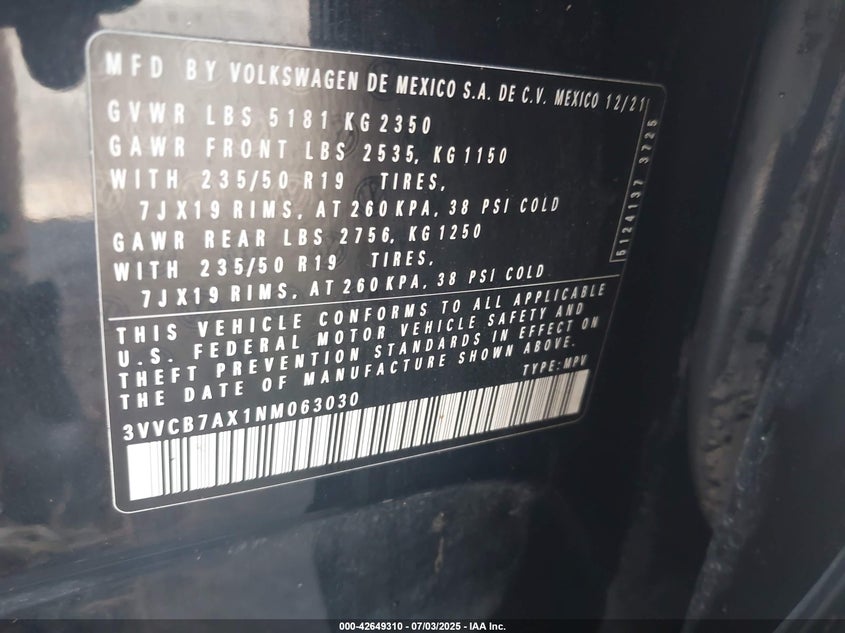 MFD BY VOLKSWAGEN DE MEXICO S.A. DE C.V. MEXICO 12/21
GVWR LBS 5181 KG 2350
GAWR FRONT LBS 2535, KG 1150
WITH 235/50 R19 TIRES,
7JX19 RIMS, AT 260 KPA, 38 PSI COLD
GAWR REAR LBS 2756, KG 1250
WITH 235/50 R19 TIRES,
7JX19 RIMS, AT 260 KPA, 38 PSI COLD
5124137 3725
THIS VEHICLE CONFORMS TO ALL APPLICABLE
U.S. FEDERAL MOTOR VEHICLE SAFETY AND
THEFT PREVENTION STANDARDS IN EFFECT ON
THE DATE OF MANUFACTURE SHOWN ABOVE.
TYPE: MPV
3VVCB7AX1NM063030
000-42649310 - 07/03/2025 - IAA Inc.